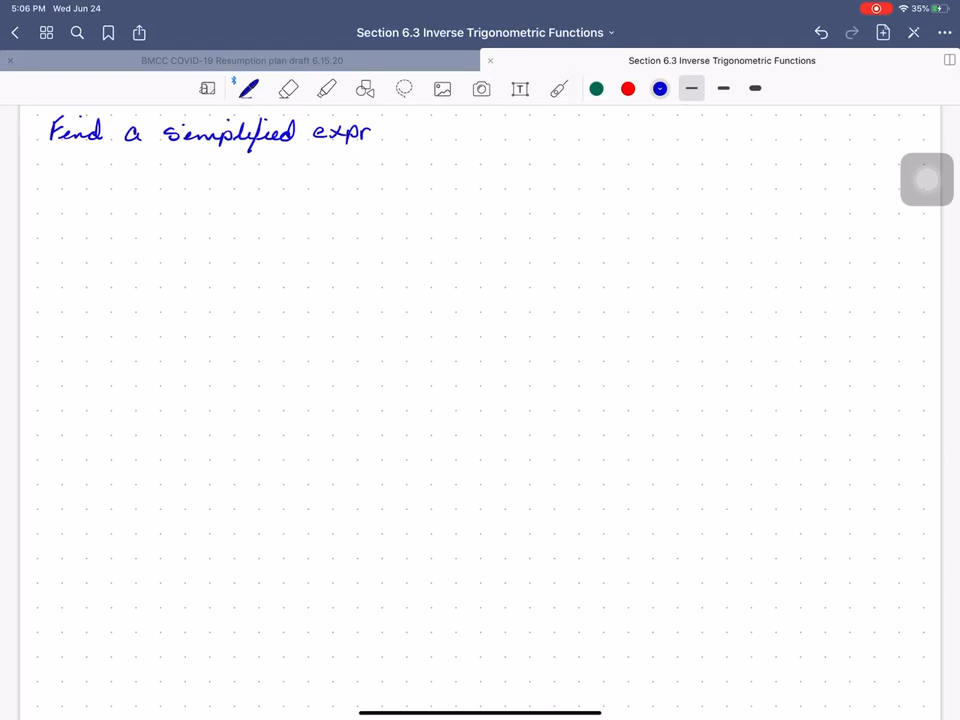 5:06 PM Wed Jun 24
35%
Section 6.3 Inverse Trigonometric Functions
BMCC COVID-19 Resumption plan draft 6.15.20
Section 6.3 Inverse Trigonometric Functions
T
Find a simplified expr